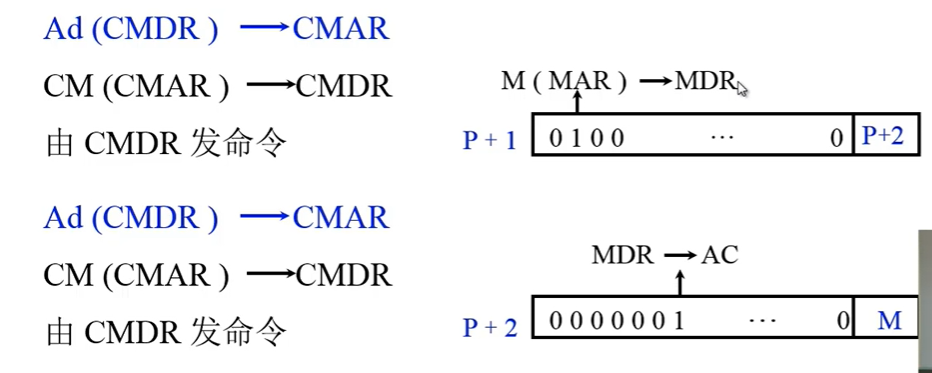 Ad (CMDR) → CMAR
CM (CMAR) → CMDR
由 CMDR 发命令
M (MAR) → MDR
P + 1 0 1 0 0 … 0 P+2
Ad (CMDR) → CMAR
CM (CMAR) → CMDR
由 CMDR 发命令
MDR → AC
P + 2 0 0 0 0 0 0 1 … 0 M